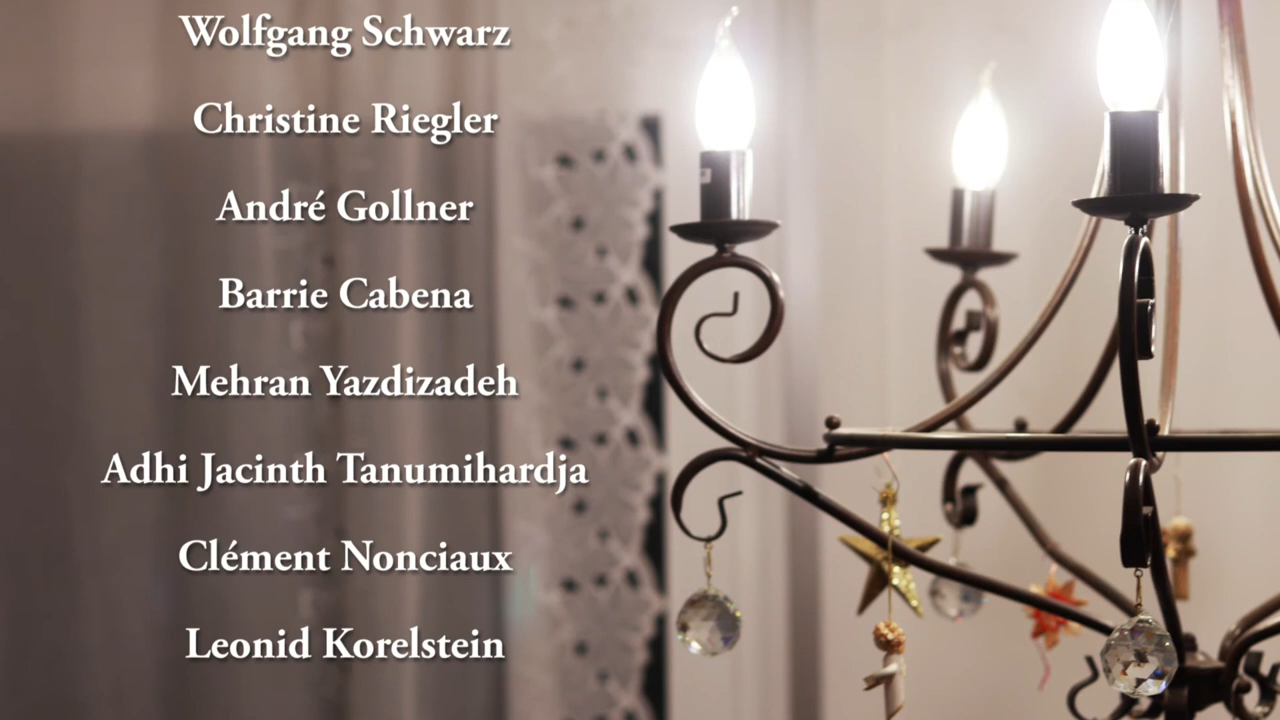 Wolfgang Schwarz
Christine Riegler
André Gollner
Barrie Cabena
Mehran Yazdizadeh
Adhi Jacinth Tanumihardja
Clément Nonciaux
Leonid Korelstein